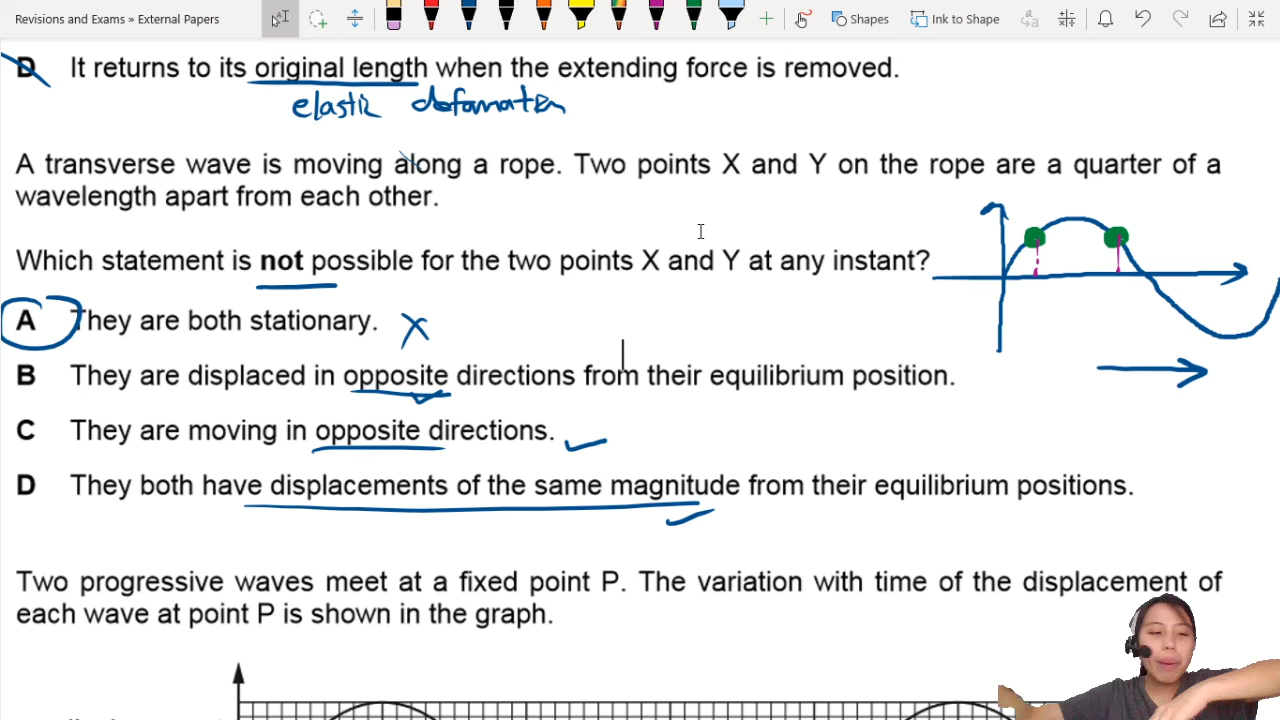 Revisions and Exams » External Papers
Shapes
Ink to Shape
D It returns to its original length when the extending force is removed.
elastic
A transverse wave is moving along a rope. Two points X and Y on the rope are a quarter of a
wavelength apart from each other.
Which statement is not possible for the two points X and Y at any instant?
A They are both stationary. X
B They are displaced in opposite directions from their equilibrium position.
C They are moving in opposite directions.
D They both have displacements of the same magnitude from their equilibrium positions.
Two progressive waves meet at a fixed point P. The variation with time of the displacement of
each wave at point P is shown in the graph.